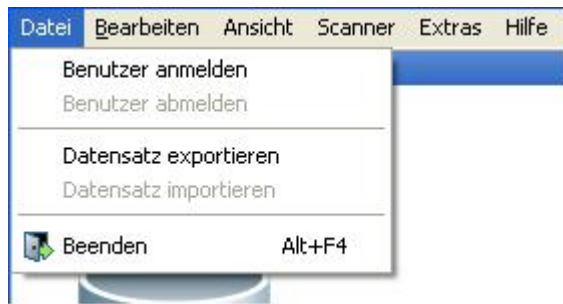 Datei Bearbeiten Ansicht Scanner Extras Hilfe
Benutzer anmelden
Benutzer abmelden
Datensatz exportieren
Datensatz importieren
Beenden Alt+F4